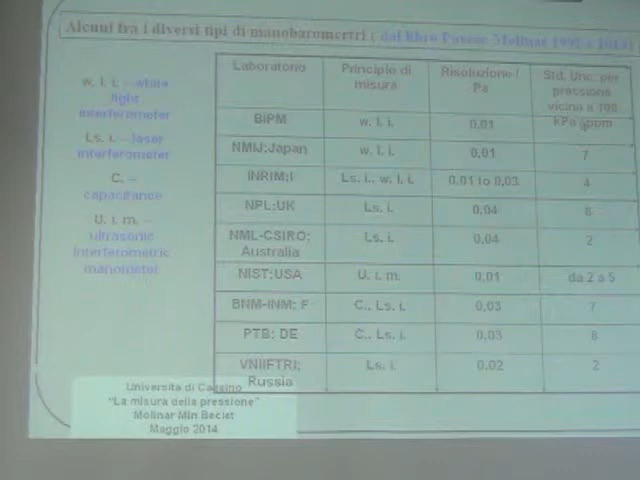 Alcuni fra i diversi tipi di manobarometri ( dal libro Pavese Molinar
w. l. i. – white
light
interferometer
Ls. i. – laser
interferometer
C. –
capacitance
U. i. m. –
ultrasonic
interferometric
manometer
Laboratorio Principio di misura Risoluzione / Pa Std. Unc. per pressione vicina a 100 kPa /ppm
BIPM w. l. i. 0,01
NMIJ:Japan w. l. i. 0,01 7
INRIM;I Ls. i., w. l. i. 0.01 to 0,03 4
NPL;UK Ls. i. 0,04
NML-CSIRO; Australia Ls. i. 0,04 2
NIST:USA U. i. m. 0,01 da 2 a 5
BNM-INM; F C., Ls. i. 0,03 7
PTB; DE C., Ls. i. 0,03 8
VNIIFTRI; Russia Ls. i. 0.02 2
Università di Cassino
"La misura della pressione"
Molinar Min Beciet
Maggio 2014